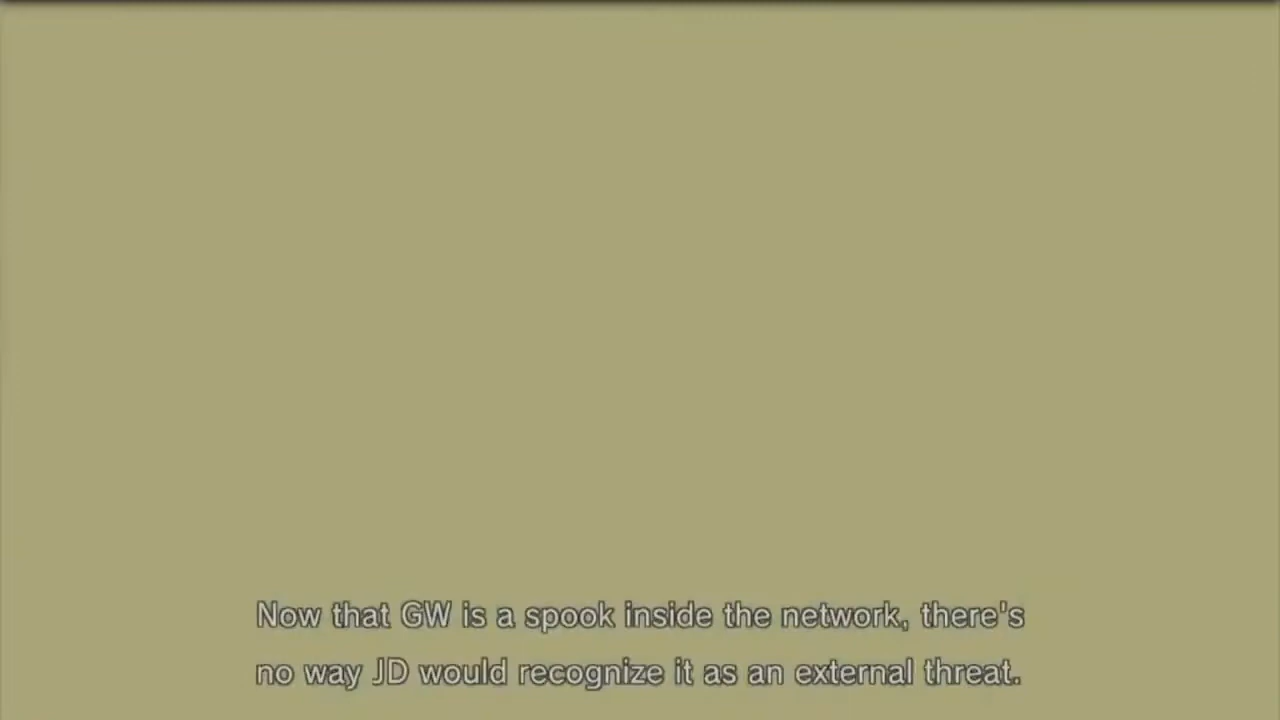 Now that GW is a spook inside the network, there's
no way JD would recognize it as an external threat.